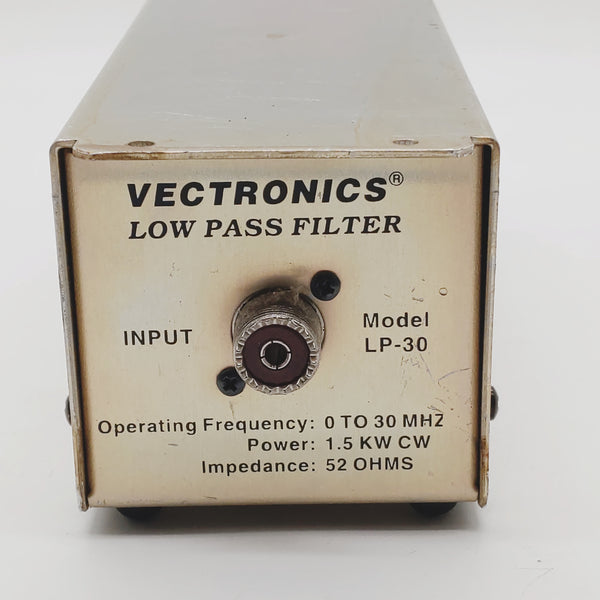 VECTRONICS®
LOW PASS FILTER
INPUT
Model
LP-30
Operating Frequency: 0 TO 30 MHZ
Power: 1.5 KW CW
Impedance: 52 OHMS